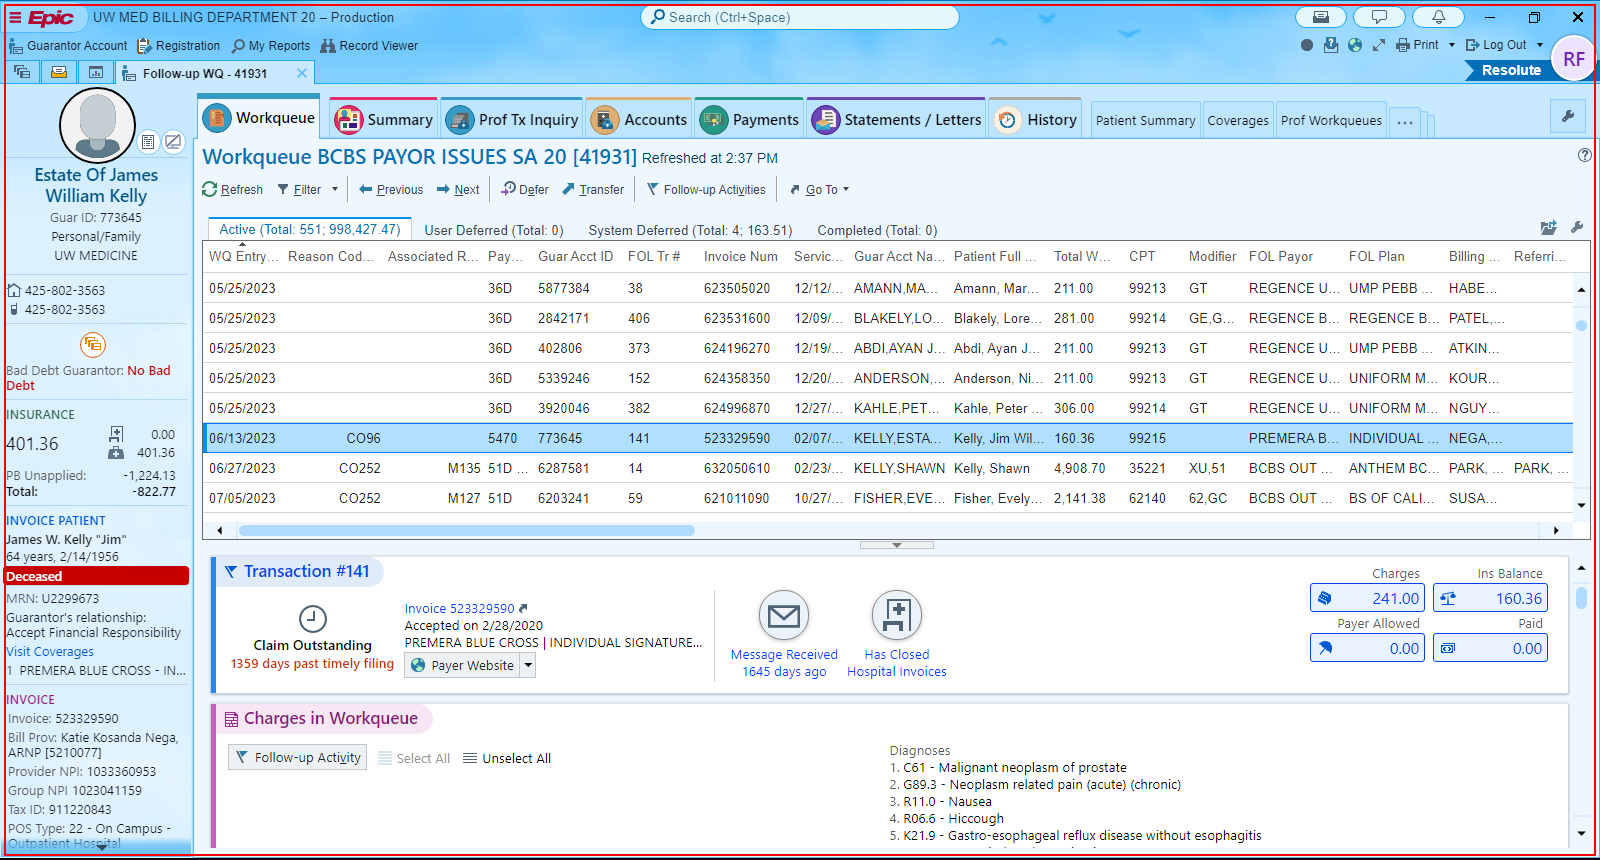 Epic UW MED BILLING DEPARTMENT 20 – Production
Search (Ctrl+Space)
Guarantor Account Registration My Reports Record Viewer
Print Log Out RF
Follow-up WQ - 41931
Resolute
Workqueue Summary Prof Tx Inquiry Accounts Payments Statements / Letters History Patient Summary Coverages Prof Workqueues ...
Estate Of James
William Kelly
Guar ID: 773645
Personal/Family
UW MEDICINE
425-802-3563
425-802-3563
Bad Debt Guarantor: No Bad
Debt
INSURANCE
401.36
0.00
401.36
PB Unapplied: -1,224.13
Total: -822.77
INVOICE PATIENT
James W. Kelly "Jim"
64 years, 2/14/1956
Deceased
MRN: U2299673
Guarantor's relationship:
Accept Financial Responsibility
Visit Coverages
1 PREMERA BLUE CROSS - IN...
INVOICE
Invoice: 523329590
Bill Prov: Katie Kosanda Nega,
ARNP [5210077]
Provider NPI: 1033360953
Group NPI 1023041159
Tax ID: 911220843
POS Type: 22 - On Campus -
Outpatient Hospital
Workqueue BCBS PAYOR ISSUES SA 20 [41931] Refreshed at 2:37 PM
Refresh Filter Previous Next Defer Transfer Follow-up Activities Go To
Active (Total: 551; 998,427.47) User Deferred (Total: 0) System Deferred (Total: 4; 163.51) Completed (Total: 0)
WQ Entry... Reason Cod... Associated R... Pay... Guar Acct ID FOL Tr # Invoice Num Servic... Guar Acct Na... Patient Full ... Total W... CPT Modifier FOL Payor FOL Plan Billing ... Referri...
05/25/2023 36D 5877384 38 623505020 12/12/... AMANN,MA... Amann, Mar... 211.00 99213 GT REGENCE U... UMP PEBB ... HABE...
05/25/2023 36D 2842171 406 623531600 12/09/... BLAKELY,LO... Blakely, Lore... 281.00 99214 GE,G... REGENCE B... REGENCE B... PATEL,...
05/25/2023 36D 402806 373 624196270 12/19/... ABDI,AYAN J... Abdi, Ayan J... 211.00 99213 GT REGENCE U... UMP PEBB ... ATKIN...
05/25/2023 36D 5339246 152 624358350 12/20/... ANDERSON,... Anderson, Ni... 211.00 99213 GT REGENCE U... UNIFORM M... KOUR...
05/25/2023 36D 3920046 382 624996870 12/27/... KAHLE,PET... Kahle, Peter ... 306.00 99214 GT REGENCE U... UNIFORM M... NGUY...
06/13/2023 CO96 5470 773645 141 523329590 02/07/... KELLY,ESTA... Kelly, Jim Wil... 160.36 99215 PREMERA B... INDIVIDUAL ... NEGA,...
06/27/2023 CO252 M135 51D ... 6287581 14 632050610 02/23/... KELLY,SHAWN Kelly, Shawn 4,908.70 35221 XU,51 BCBS OUT ... ANTHEM BC... PARK, ... PARK, ...
07/05/2023 CO252 M127 51D 6203241 59 621011090 10/27/... FISHER,EVE... Fisher, Evely... 2,141.38 62140 62,GC BCBS OUT ... BS OF CALI... SUSA...
Transaction #141
Claim Outstanding
1359 days past timely filing
Invoice 523329590
Accepted on 2/28/2020
PREMERA BLUE CROSS | INDIVIDUAL SIGNATURE...
Payer Website
Message Received
1645 days ago
Has Closed
Hospital Invoices
Charges Ins Balance
241.00 160.36
Payer Allowed Paid
0.00 0.00
Charges in Workqueue
Follow-up Activity Select All Unselect All
Diagnoses
1. C61 - Malignant neoplasm of prostate
2. G89.3 - Neoplasm related pain (acute) (chronic)
3. R11.0 - Nausea
4. R06.6 - Hiccough
5. K21.9 - Gastro-esophageal reflux disease without esophagitis